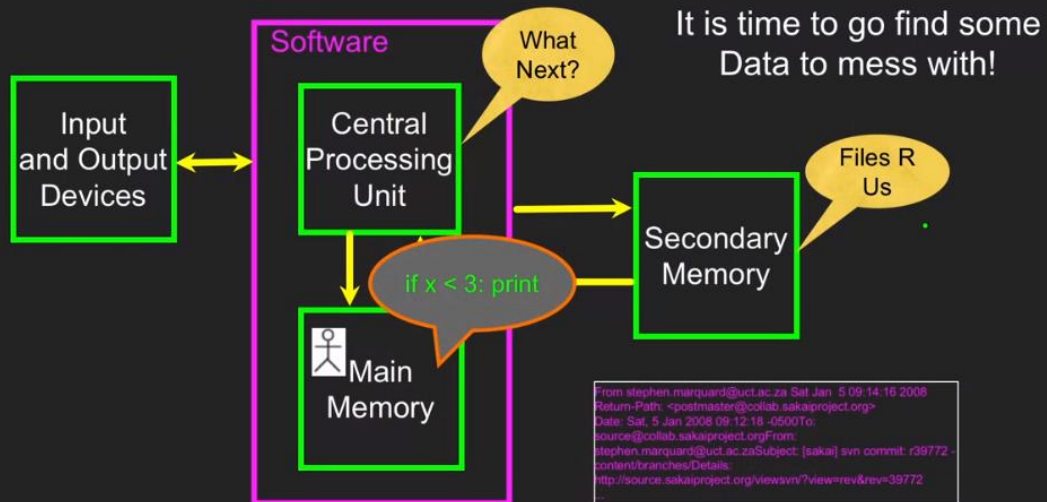 It is time to go find some
Data to mess with!
Software
What
Next?
Input
and Output
Devices
Central
Processing
Unit
Files R
Us
Secondary
Memory
if x < 3: print
Main
Memory
From stephen.marquard@uct.ac.za Sat Jan  5 09:14:16 2008
Return-Path: <postmaster@collab.sakaiproject.org>
Date: Sat, 5 Jan 2008 09:12:18 -0500To:
source@collab.sakaiproject.orgFrom:
stephen.marquard@uct.ac.zaSubject: [sakai] svn commit: r39772 -
content/branches/Details:
http://source.sakaiproject.org/viewsvn/?view=rev&rev=39772
...